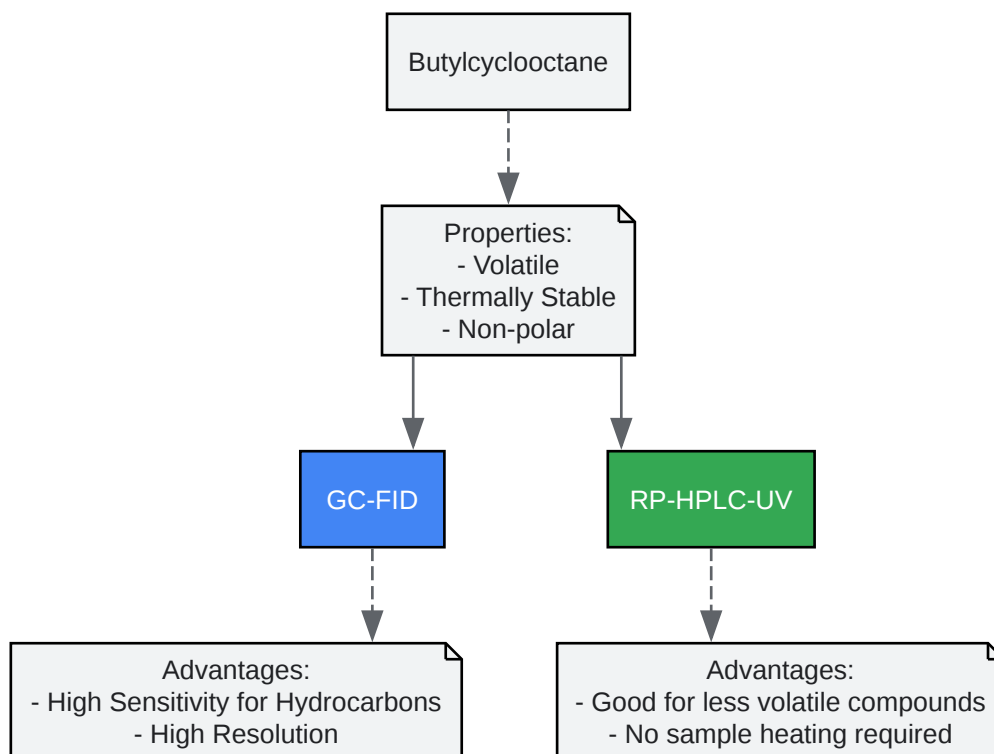 Butylcyclooctane
Properties:
- Volatile
- Thermally Stable
- Non-polar
GC-FID
RP-HPLC-UV
Advantages:
- High Sensitivity for Hydrocarbons
- High Resolution
Advantages:
- Good for less volatile compounds
- No sample heating required